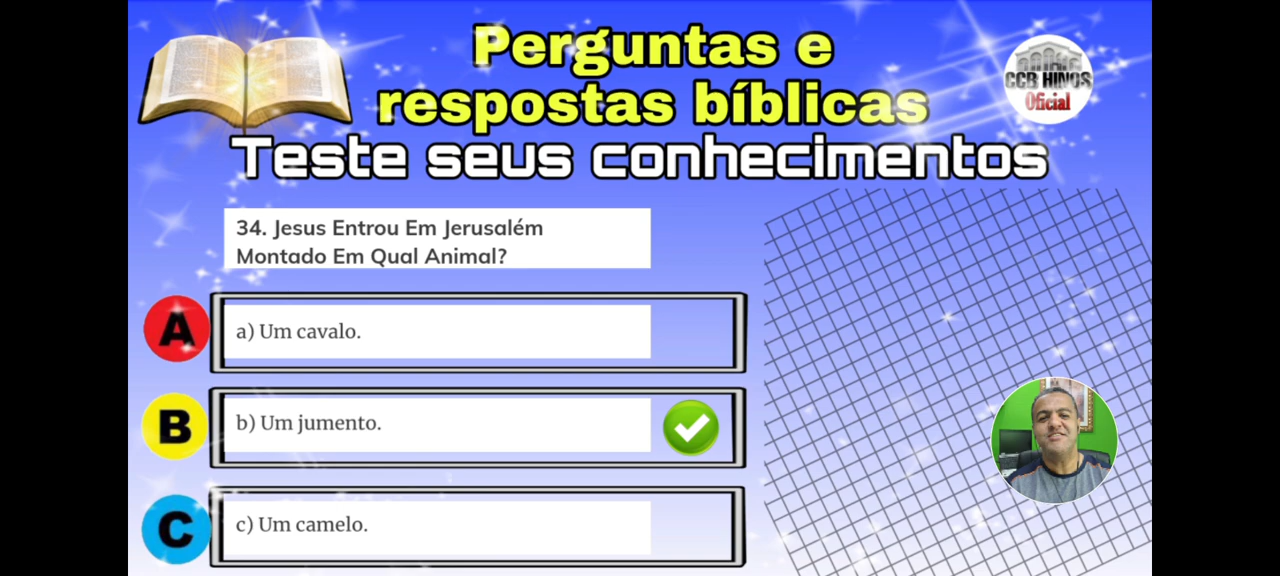 Perguntas e
respostas bíblicas
CCB HINOS
Oficial
Teste seus conhecimentos
34. Jesus Entrou Em Jerusalém
Montado Em Qual Animal?
A
a) Um cavalo.
B
b) Um jumento.
C
c) Um camelo.